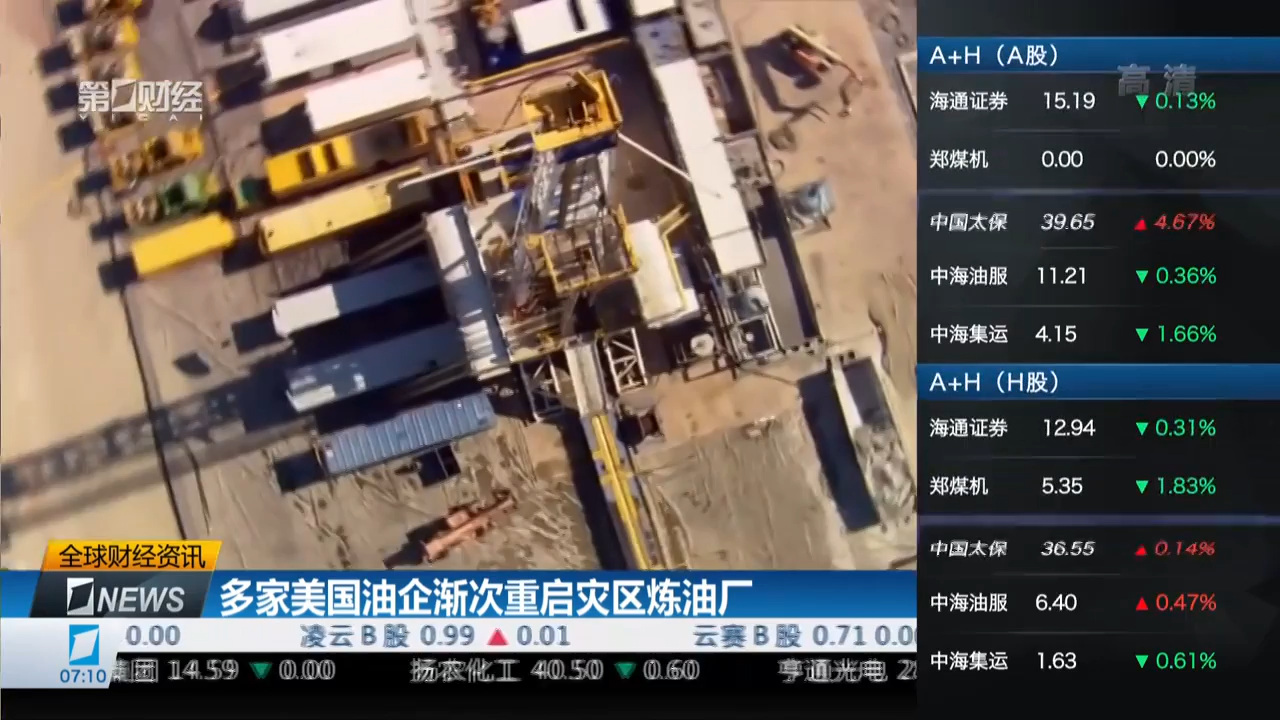 第一财经
YICAI
高清
A+H（A股）
海通证券 15.19 ▼0.13%
郑煤机 0.00 0.00%
中国太保 39.65 ▲4.67%
中海油服 11.21 ▼0.36%
中海集运 4.15 ▼1.66%
A+H（H股）
海通证券 12.94 ▼0.31%
郑煤机 5.35 ▼1.83%
中国太保 36.55 ▲0.14%
中海油服 6.40 ▲0.47%
中海集运 1.63 ▼0.61%
全球财经资讯
NEWS 多家美国油企渐次重启灾区炼油厂
0.00 凌云B股 0.99 ▲ 0.01 云赛B股 0.71
07:10 集团 14.59 ▼ 0.00 扬农化工 40.50 ▼ 0.60 亨通光电